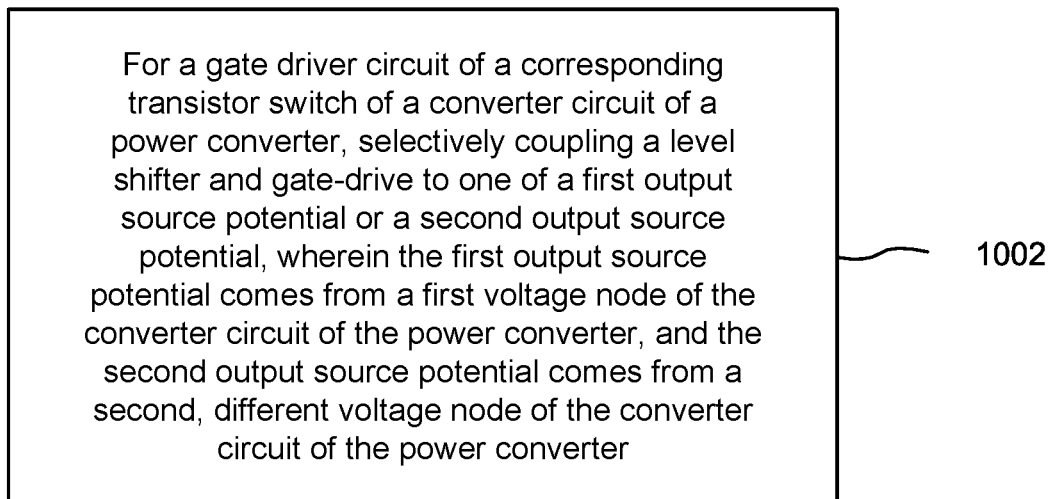 For a gate driver circuit of a corresponding
transistor switch of a converter circuit of a
power converter, selectively coupling a level
shifter and gate-drive to one of a first output
source potential or a second output source
potential, wherein the first output source
potential comes from a first voltage node of the
converter circuit of the power converter, and the
second output source potential comes from a
second, different voltage node of the converter
circuit of the power converter
1002